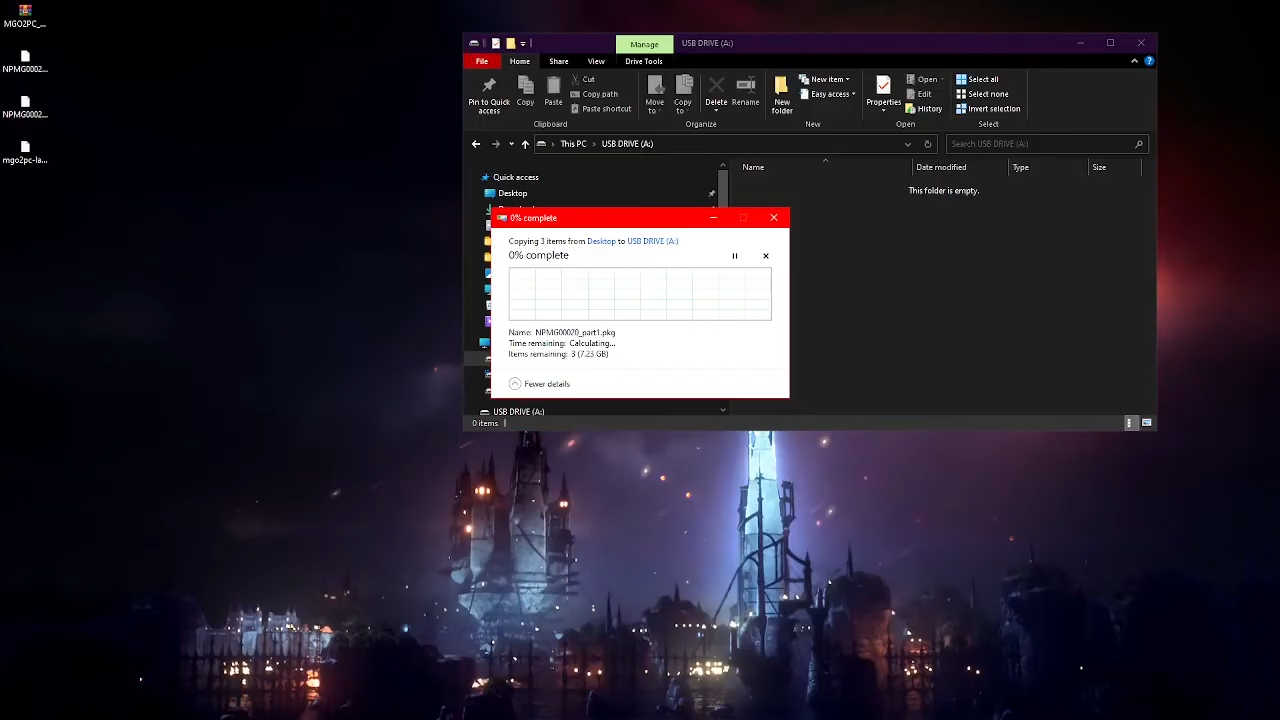 MGO2PC_...
NPMG0002...
NPMG0002...
mgo2pc-la...
Manage
USB DRIVE (A:)
File
Home
Share
View
Drive Tools
Pin to Quick access
Copy
Paste
Cut
Copy path
Paste shortcut
Move to
Copy to
Delete
Rename
New folder
New item
Easy access
Properties
Open
Edit
History
Select all
Select none
Invert selection
Clipboard
Organize
New
Open
Select
This PC
USB DRIVE (A:)
Search USB DRIVE (A:)
Quick access
Desktop
Name
Date modified
Type
Size
This folder is empty.
0% complete
Copying 3 items from Desktop to USB DRIVE (A:)
0% complete
Name: NPMG00020_part1.pkg
Time remaining: Calculating...
Items remaining: 3 (7.23 GB)
Fewer details
USB DRIVE (A:)
0 items